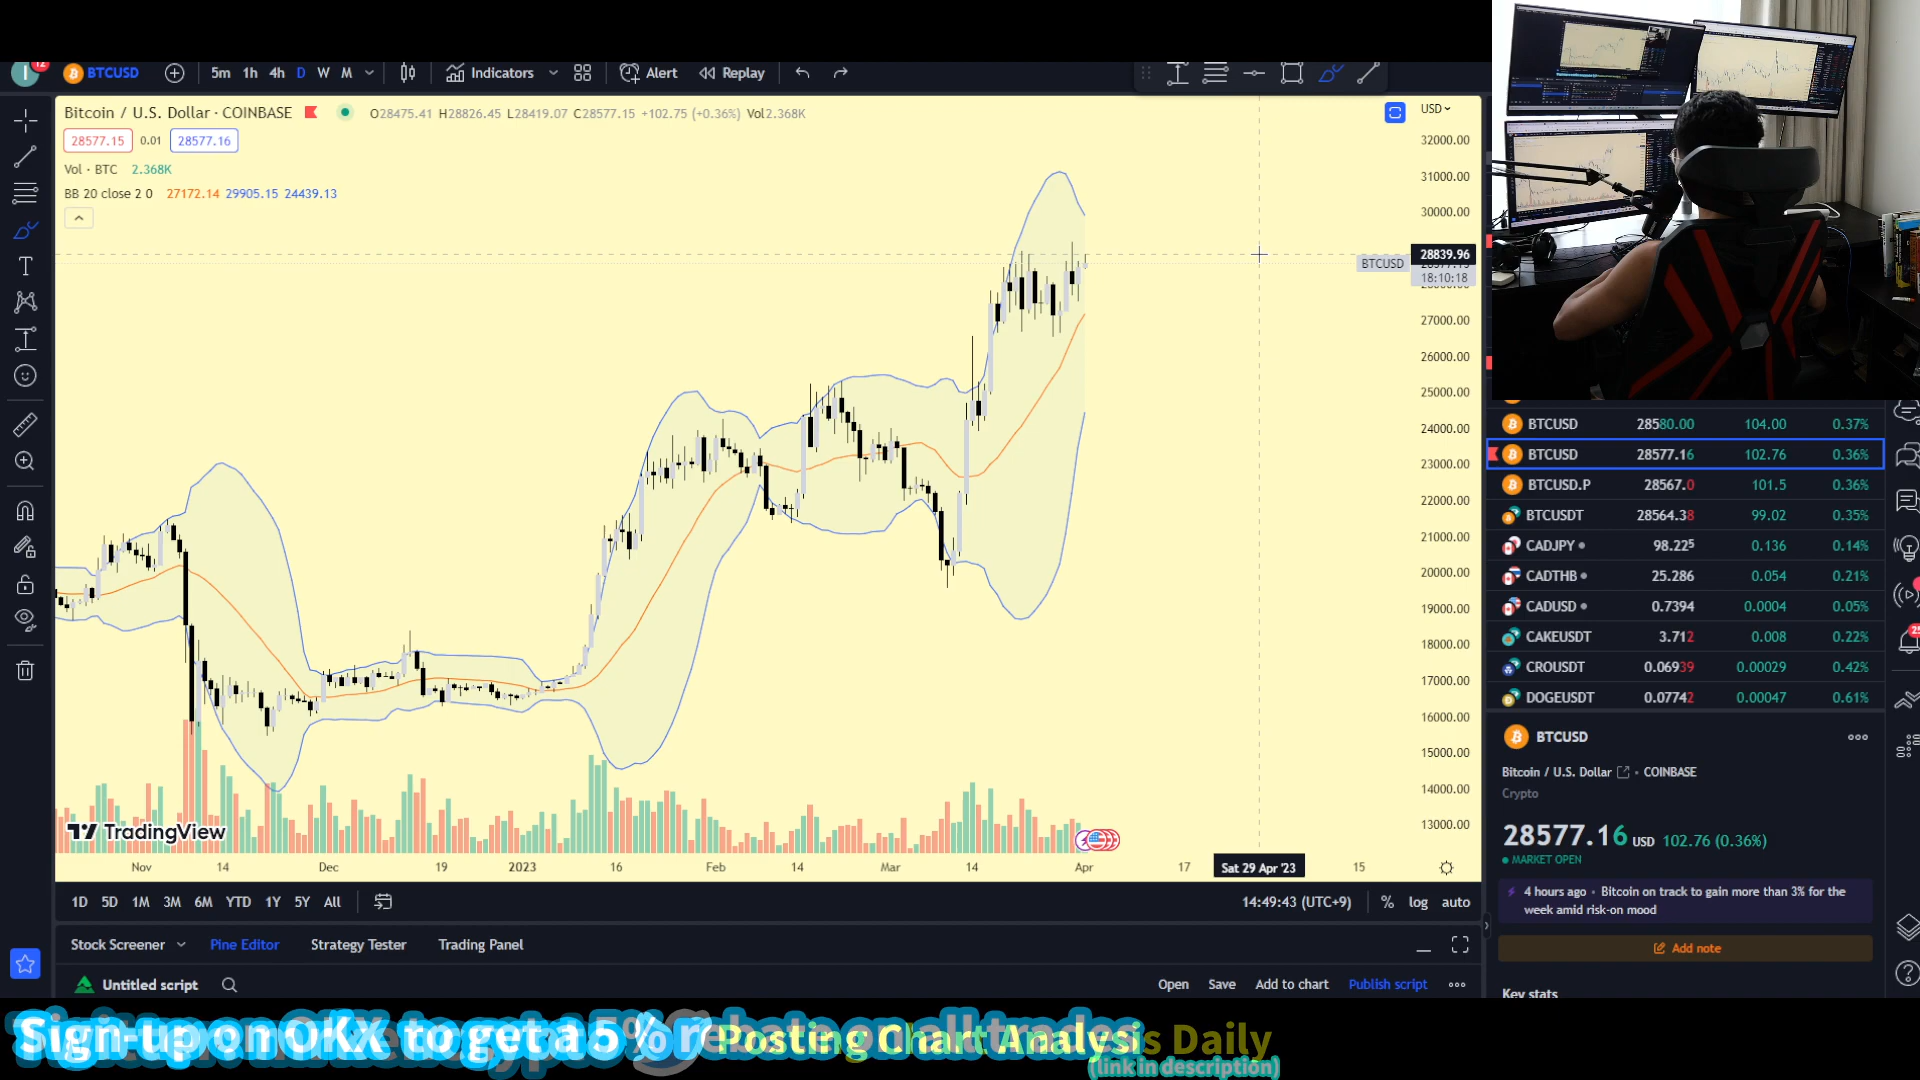 12
BTCUSD
5m 1h 4h D W M
Indicators
Alert
Replay
Bitcoin / U.S. Dollar · COINBASE
O28475.41 H28826.45 L28419.07 C28577.15 +102.75 (+0.36%) Vol2.368K
28577.15 0.01 28577.16
Vol · BTC 2.368K
BB 20 close 2 0 27172.14 29905.15 24439.13
USD
32000.00
31000.00
30000.00
28839.96
BTCUSD
18:10:18
27000.00
26000.00
25000.00
24000.00
23000.00
22000.00
21000.00
20000.00
19000.00
18000.00
17000.00
16000.00
15000.00
14000.00
13000.00
TradingView
Nov 14 Dec 19 2023 16 Feb 14 Mar 14 Apr 17 Sat 29 Apr '23 15
1D 5D 1M 3M 6M YTD 1Y 5Y All
14:49:43 (UTC+9) % log auto
Stock Screener Pine Editor Strategy Tester Trading Panel
Untitled script
Open Save Add to chart Publish script
BTCUSD 28580.00 104.00 0.37%
BTCUSD 28577.16 102.76 0.36%
BTCUSD.P 28567.0 101.5 0.36%
BTCUSDT 28564.38 99.02 0.35%
CADJPY 98.225 0.136 0.14%
CADTHB 25.286 0.054 0.21%
CADUSD 0.7394 0.0004 0.05%
CAKEUSDT 3.712 0.008 0.22%
CROUSDT 0.06939 0.00029 0.42%
DOGEUSDT 0.07742 0.00047 0.61%
BTCUSD
Bitcoin / U.S. Dollar · COINBASE
Crypto
28577.16 USD 102.76 (0.36%)
MARKET OPEN
4 hours ago · Bitcoin on track to gain more than 3% for the
week amid risk-on mood
Add note
Key stats
Sign-up on OKX to get a 5% rebate on all trades
Posting Chart Analysis Daily
(link in description)